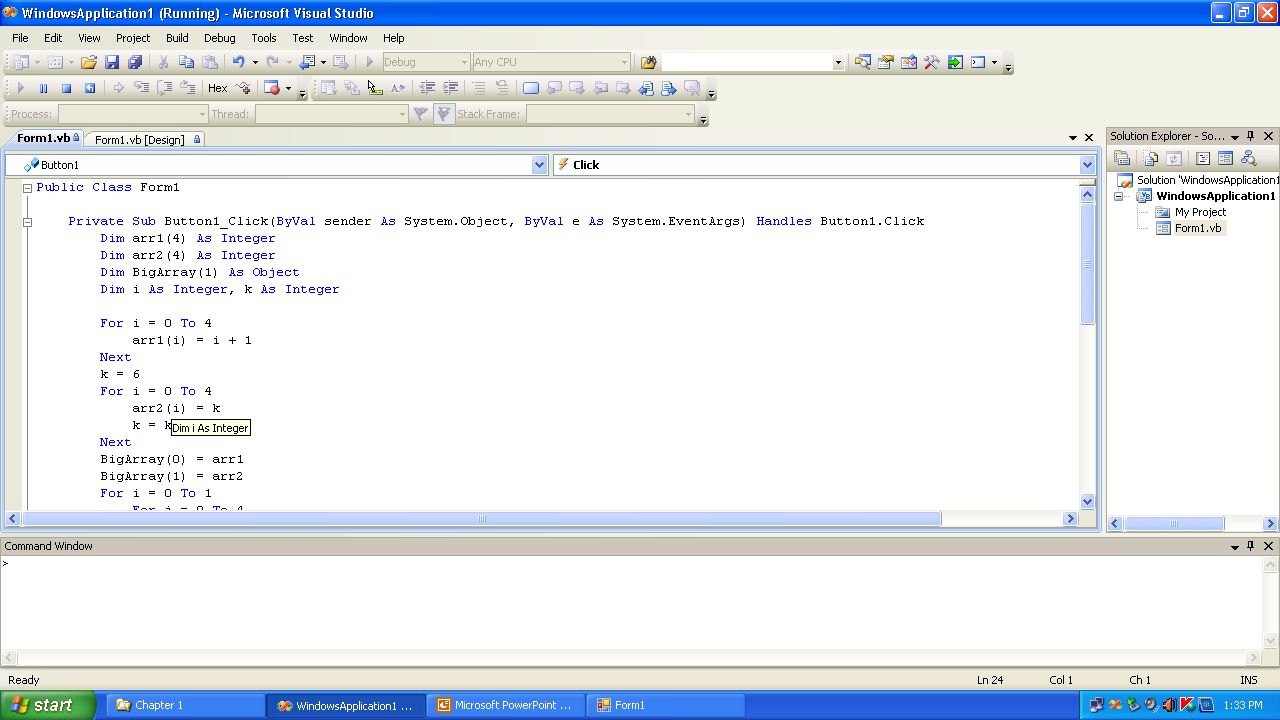 WindowsApplication1 (Running) - Microsoft Visual Studio
File Edit View Project Build Debug Tools Test Window Help
Debug Any CPU
Hex
Process: Thread: Stack Frame:
Form1.vb Form1.vb [Design]
Button1 Click
Public Class Form1
Private Sub Button1_Click(ByVal sender As System.Object, ByVal e As System.EventArgs) Handles Button1.Click
Dim arr1(4) As Integer
Dim arr2(4) As Integer
Dim BigArray(1) As Object
Dim i As Integer, k As Integer
For i = 0 To 4
arr1(i) = i + 1
Next
k = 6
For i = 0 To 4
arr2(i) = k
k = k
Dim i As Integer
Next
BigArray(0) = arr1
BigArray(1) = arr2
For i = 0 To 1
Solution Explorer - So...
Solution 'WindowsApplication1
WindowsApplication1
My Project
Form1.vb
Command Window
>
Ready Ln 24 Col 1 Ch 1 INS
start Chapter 1 WindowsApplication1 ... Microsoft PowerPoint ... Form1 1:33 PM